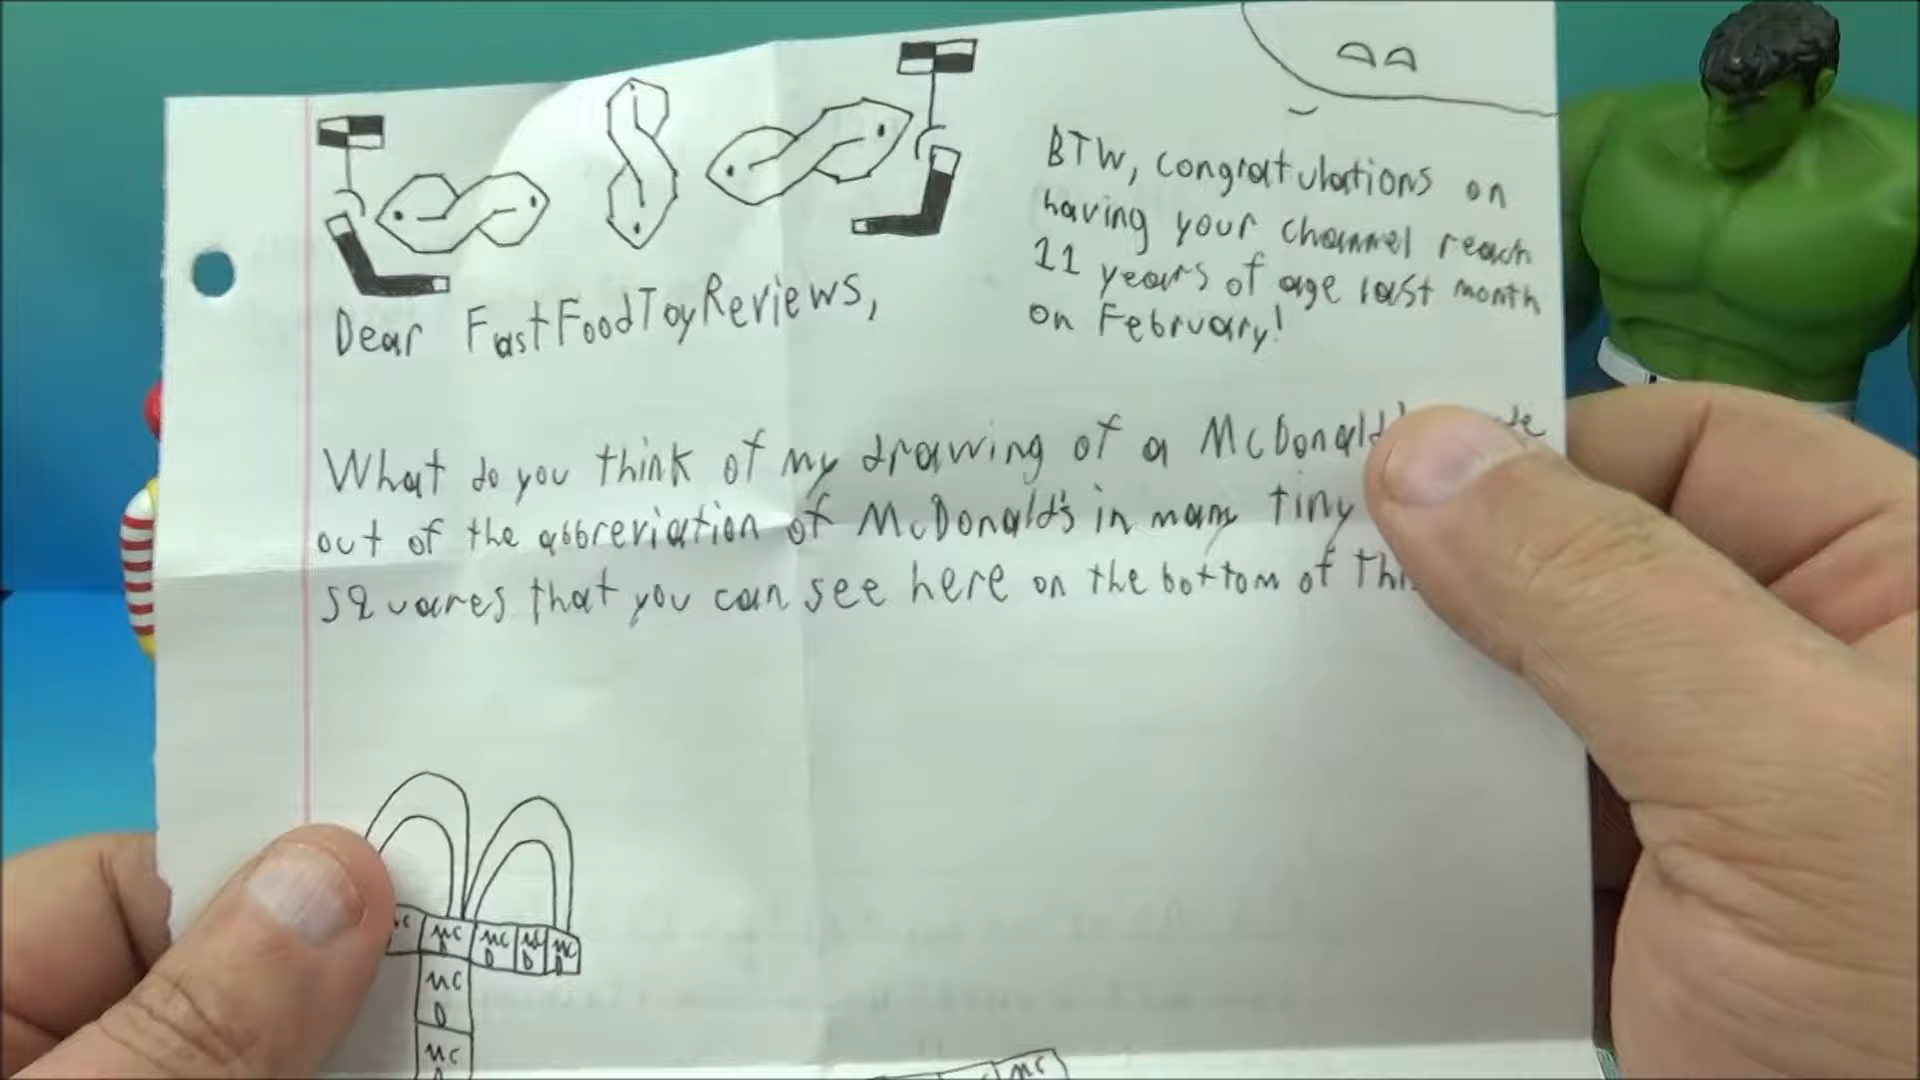 BTW, congratulations on
having your channel reach
11 years of age last month
on February!
Dear FastFoodToyReviews,
What do you think of my drawing of a McDonald's
out of the abbreviation of McDonald's in many tiny
squares that you can see here on the bottom of
Mc
D
Mc
D
Mc
D
Mc
D
Mc
D
Mc
Mc